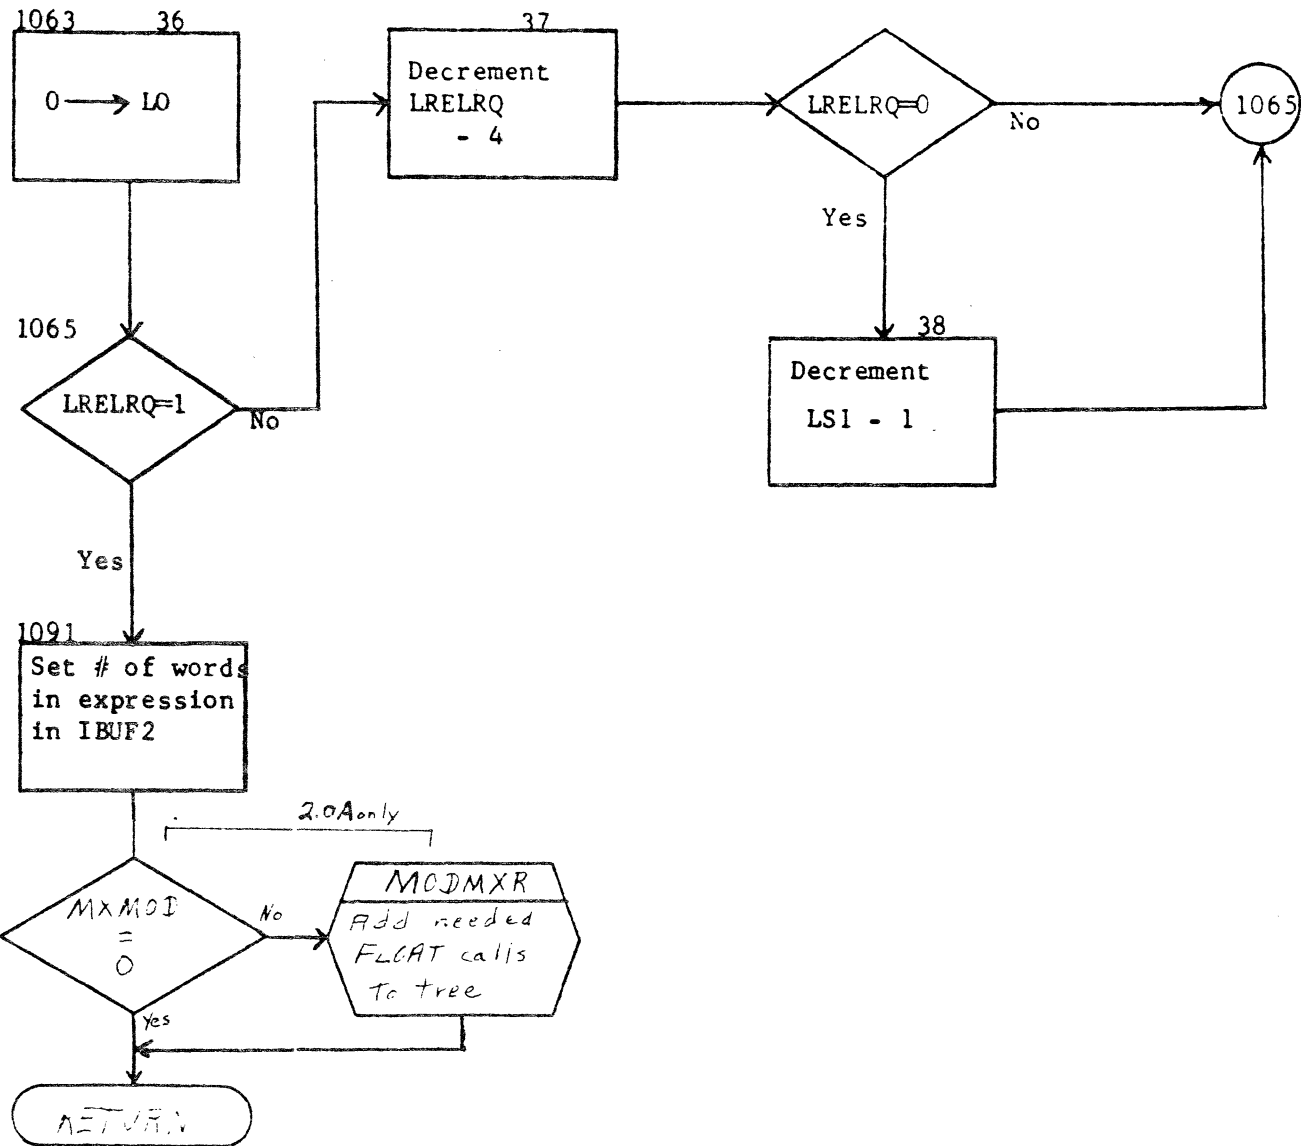 1063 36
0 → LO
37
Decrement
LRELRQ
- 4
LRELRQ=0
No
1065
Yes
38
Decrement
LS1 - 1
1065
LRELRQ=1
No
Yes
1091
Set # of words
in expression
in IBUF2
2.0A only
MXMOD
=
0
No
Yes
MODMXR
Add needed
FLOAT calls
To tree
RETURN